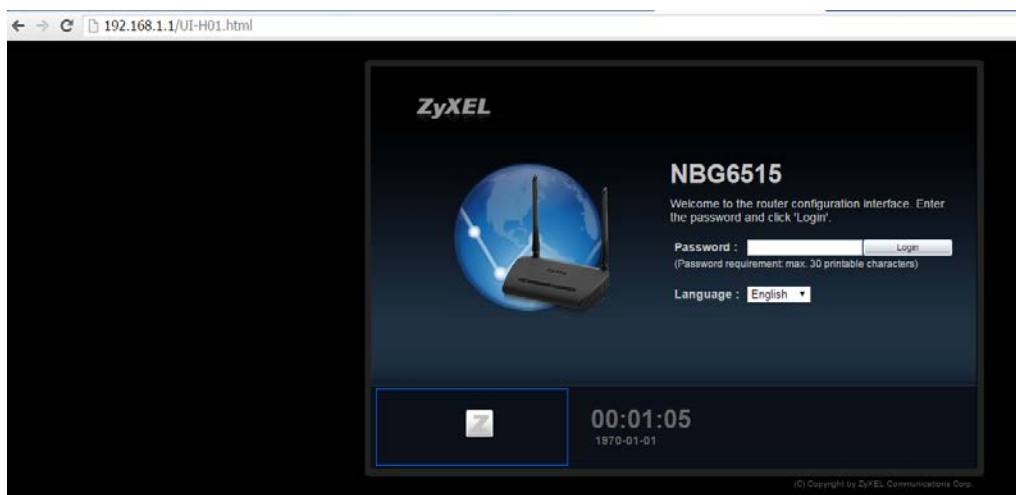 192.168.1.1/UI-H01.html
ZyXEL
NBG6515
Welcome to the router configuration interface. Enter
the password and click 'Login'.
Password :
Login
(Password requirement: max. 30 printable characters)
Language :
English
Z
00:01:05
1970-01-01
(C) Copyright by ZyXEL Communications Corp.